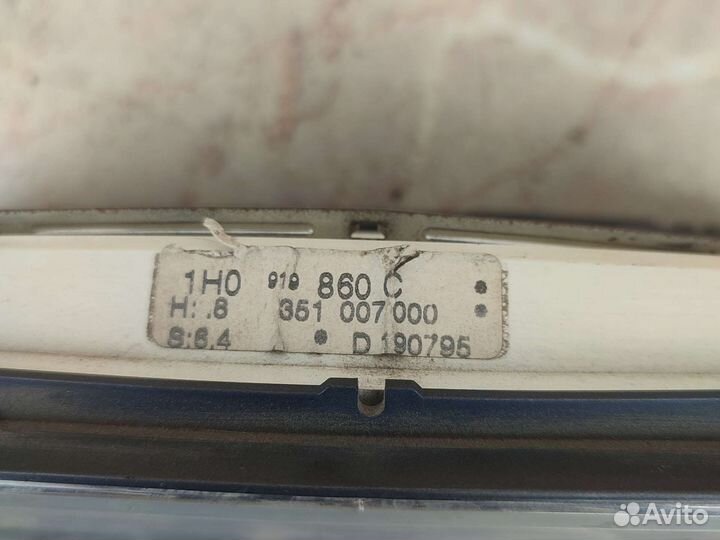 1H0 919 860 C :
H: .8 351 007 000 :
S:6.4 • D 190795
Avito